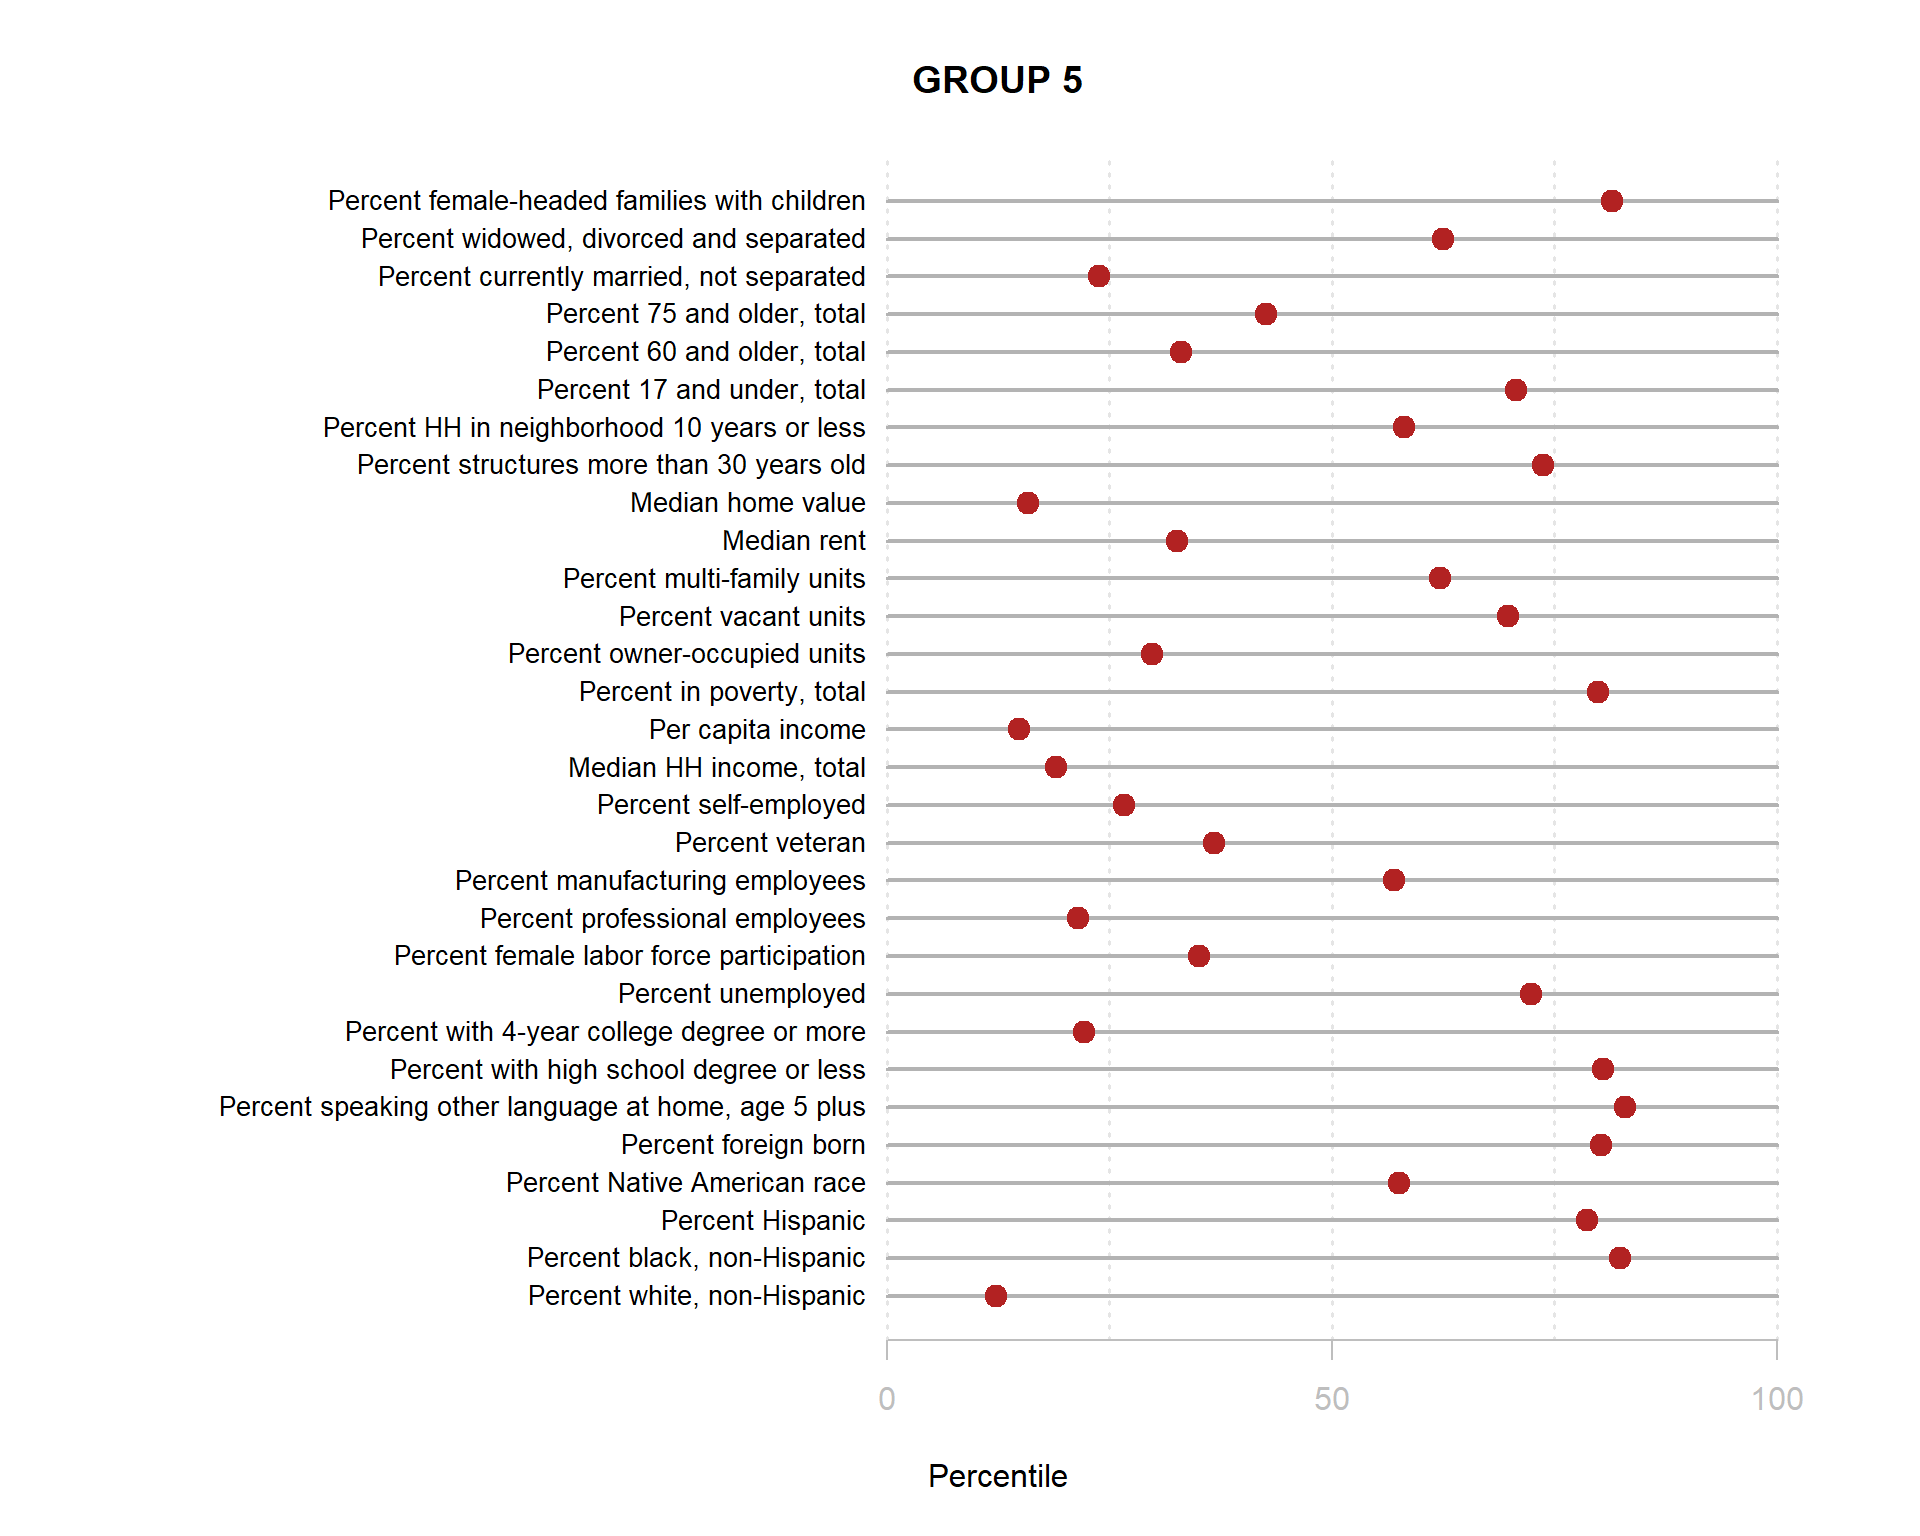 GROUP 5
Percent female-headed families with children
Percent widowed, divorced and separated
Percent currently married, not separated
Percent 75 and older, total
Percent 60 and older, total
Percent 17 and under, total
Percent HH in neighborhood 10 years or less
Percent structures more than 30 years old
Median home value
Median rent
Percent multi-family units
Percent vacant units
Percent owner-occupied units
Percent in poverty, total
Per capita income
Median HH income, total
Percent self-employed
Percent veteran
Percent manufacturing employees
Percent professional employees
Percent female labor force participation
Percent unemployed
Percent with 4-year college degree or more
Percent with high school degree or less
Percent speaking other language at home, age 5 plus
Percent foreign born
Percent Native American race
Percent Hispanic
Percent black, non-Hispanic
Percent white, non-Hispanic
0 50 100
Percentile